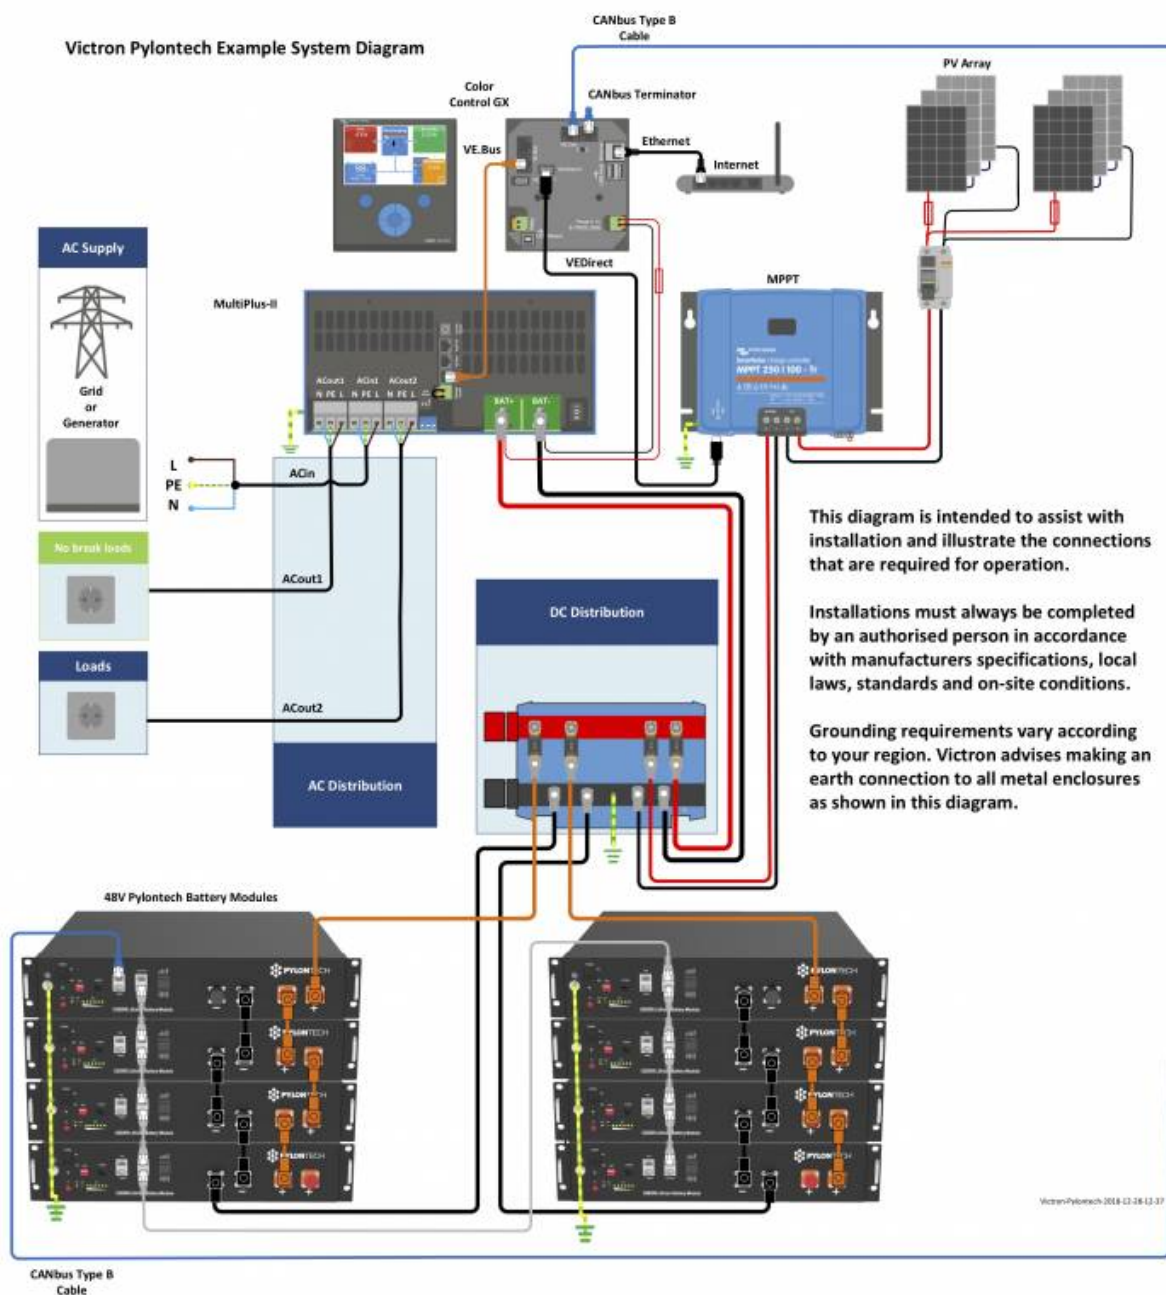 CANbus Type B
Cable
Victron Pylontech Example System Diagram
PV Array
Color
Control GX
CANbus Terminator
VE.Bus
Ethernet
Internet
AC Supply
VEDirect
MPPT
MultiPlus-II
MPPT 250 | 100 - Tr
ACout1 ACin1 ACout2
N PE L N PE L N PE L
BAT+ BAT-
Grid
or
Generator
L
PE
N
ACin
This diagram is intended to assist with
installation and illustrate the connections
that are required for operation.
No break loads
ACout1
DC Distribution
Installations must always be completed
by an authorised person in accordance
with manufacturers specifications, local
laws, standards and on-site conditions.
Loads
ACout2
Grounding requirements vary according
to your region. Victron advises making an
earth connection to all metal enclosures
as shown in this diagram.
AC Distribution
48V Pylontech Battery Modules
PYLONTECH
PYLONTECH
PYLONTECH
PYLONTECH
PYLONTECH
PYLONTECH
PYLONTECH
PYLONTECH
CANbus Type B
Cable